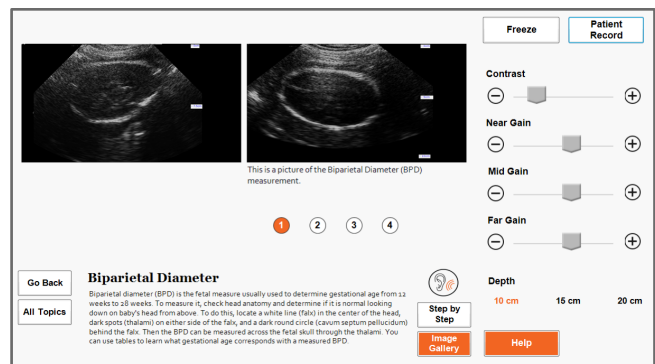 Freeze
Patient
Record
Contrast
Near Gain
Mid Gain
Far Gain
Depth
10 cm 15 cm 20 cm
This is a picture of the Biparietal Diameter (BPD)
measurement.
1 2 3 4
Go Back
All Topics
Biparietal Diameter
Biparietal diameter (BPD) is the fetal measure usually used to determine gestational age from 12
weeks to 28 weeks. To measure it, check head anatomy and determine if it is normal looking
down on baby's head from above. To do this, locate a white line (falx) in the center of the head,
dark spots (thalami) on either side of the falx, and a dark round circle (cavum septum pellucidum)
behind the falx. Then the BPD can be measured across the fetal skull through the thalami. You
can use tables to learn what gestational age corresponds with a measured BPD.
Step by
Step
Image
Gallery
Help